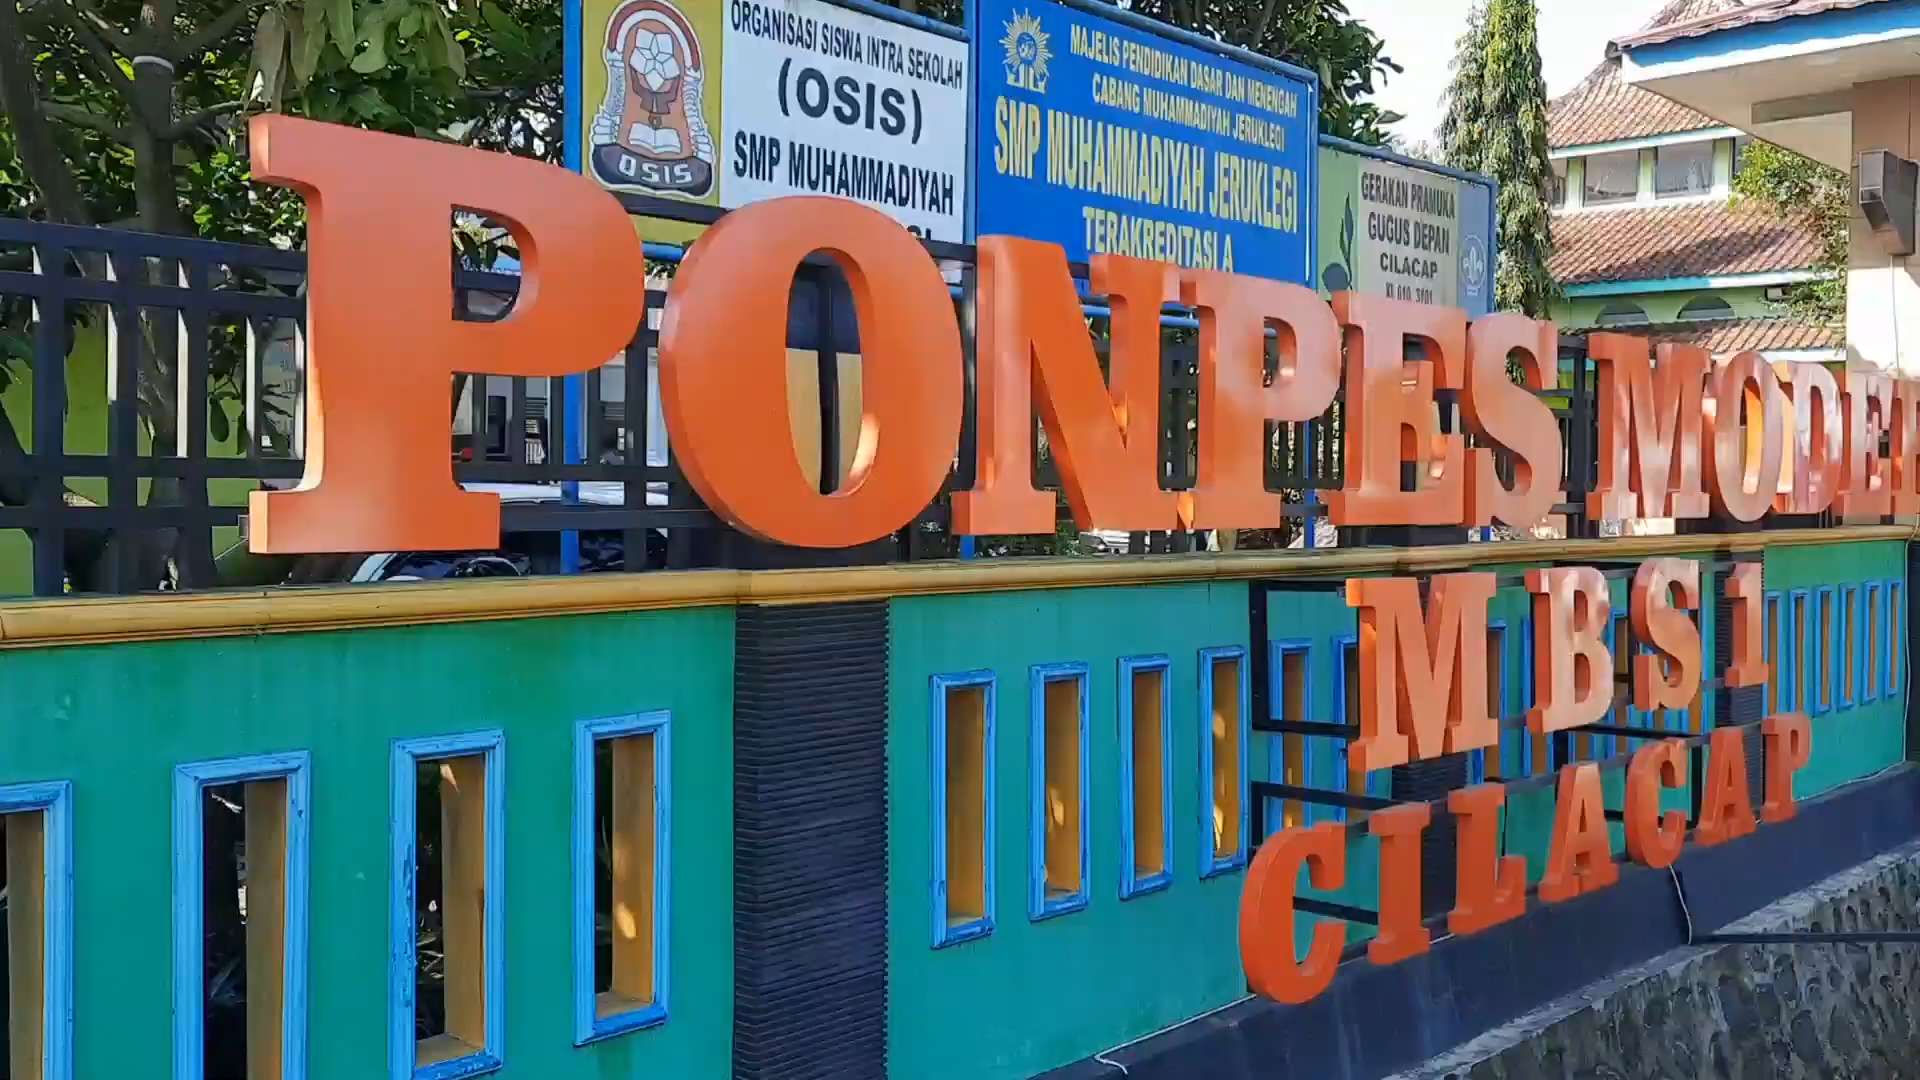 ORGANISASI SISWA INTRA SEKOLAH
(OSIS)
SMP MUHAMMADIYAH
OSIS
MAJELIS PENDIDIKAN DASAR DAN MENENGAH
CABANG MUHAMMADIYAH JERUKLEGI
SMP MUHAMMADIYAH JERUKLEGI
TERAKREDITASI A
GERAKAN PRAMUKA
GUGUS DEPAN
CILACAP
PONPES MODE
MBS 1
CILACAP